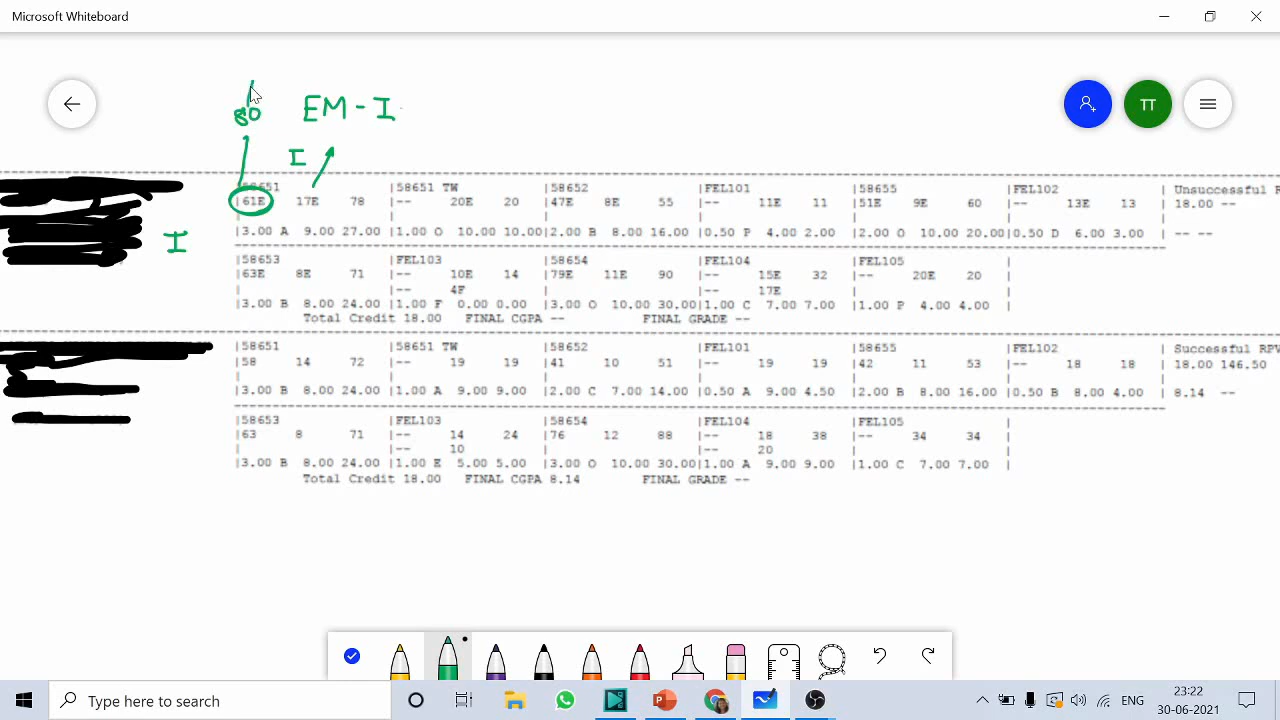 Microsoft Whiteboard
80 EM - I
TT
I
|58651 |58651 TW |58652 |FEL101 |58655 |FEL102 | Unsuccessful R
|61E 17E 78 |-- 20E 20 |47E 8E 55 |-- 11E 11 |51E 9E 60 |-- 13E 13 | 18.00 --
I
|3.00 A 9.00 27.00 |1.00 O 10.00 10.00|2.00 B 8.00 16.00 |0.50 P 4.00 2.00 |2.00 O 10.00 20.00|0.50 D 6.00 3.00 | -- --
|58653 |FEL103 |58654 |FEL104 |FEL105 |
|63E 8E 71 |-- 10E 14 |79E 11E 90 |-- 15E 32 |-- 20E 20 |
|-- 4F |-- 17E
|3.00 B 8.00 24.00 |1.00 F 0.00 0.00 |3.00 O 10.00 30.00|1.00 C 7.00 7.00 |1.00 P 4.00 4.00 |
Total Credit 18.00 FINAL CGPA -- FINAL GRADE --
|58651 |58651 TW |58652 |FEL101 |58655 |FEL102 | Successful RPV
|58 14 72 |-- 19 19 |41 10 51 |-- 19 19 |42 11 53 |-- 18 18 | 18.00 146.50
|3.00 B 8.00 24.00 |1.00 A 9.00 9.00 |2.00 C 7.00 14.00 |0.50 A 9.00 4.50 |2.00 B 8.00 16.00 |0.50 B 8.00 4.00 | 8.14 --
|58653 |FEL103 |58654 |FEL104 |FEL105 |
|63 8 71 |-- 14 24 |76 12 88 |-- 18 38 |-- 34 34 |
|-- 10 |-- 20
|3.00 B 8.00 24.00 |1.00 E 5.00 5.00 |3.00 O 10.00 30.00|1.00 A 9.00 9.00 |1.00 C 7.00 7.00 |
Total Credit 18.00 FINAL CGPA 8.14 FINAL GRADE --
Type here to search
ENG
23:22
30-06-2021